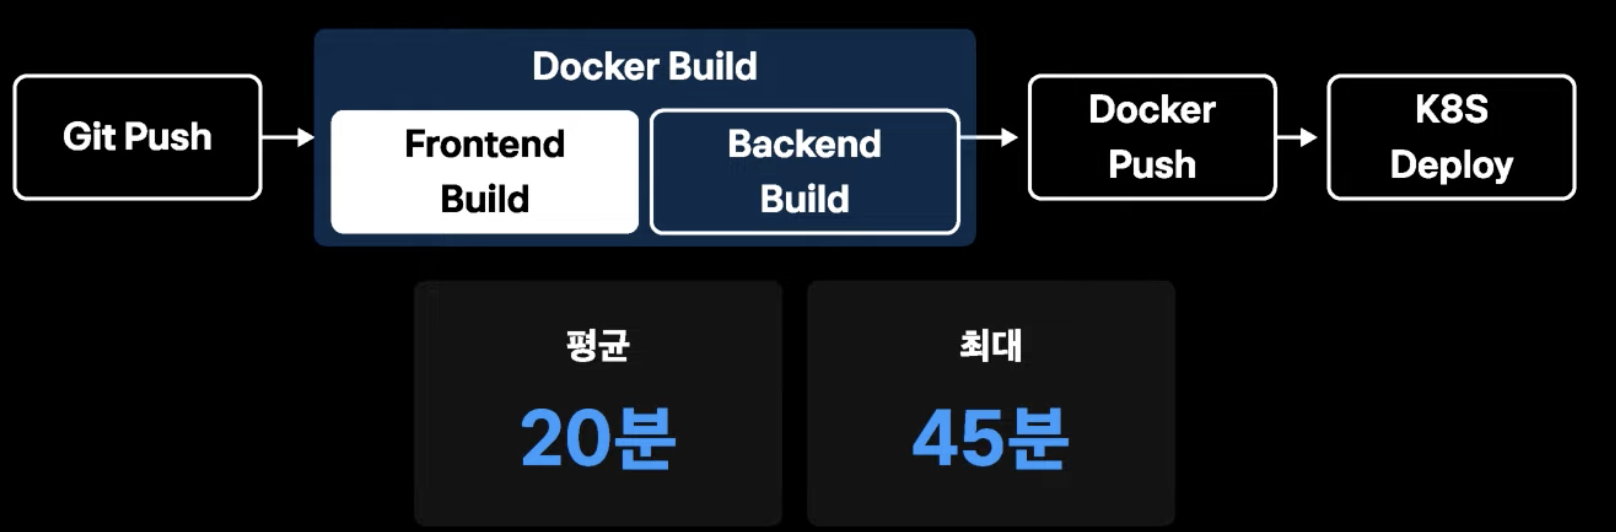 Git Push
Docker Build
Frontend
Build
Backend
Build
Docker
Push
K8S
Deploy
평균
20분
최대
45분